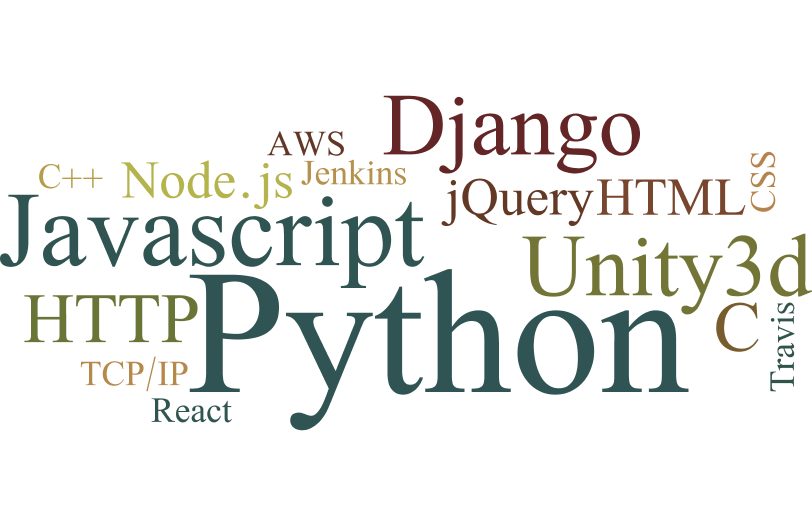 Django
AWS
C++
Node.js
Jenkins
CSS
jQuery
HTML
Javascript
Unity3d
HTTP
Python
C
Travis
TCP/IP
React